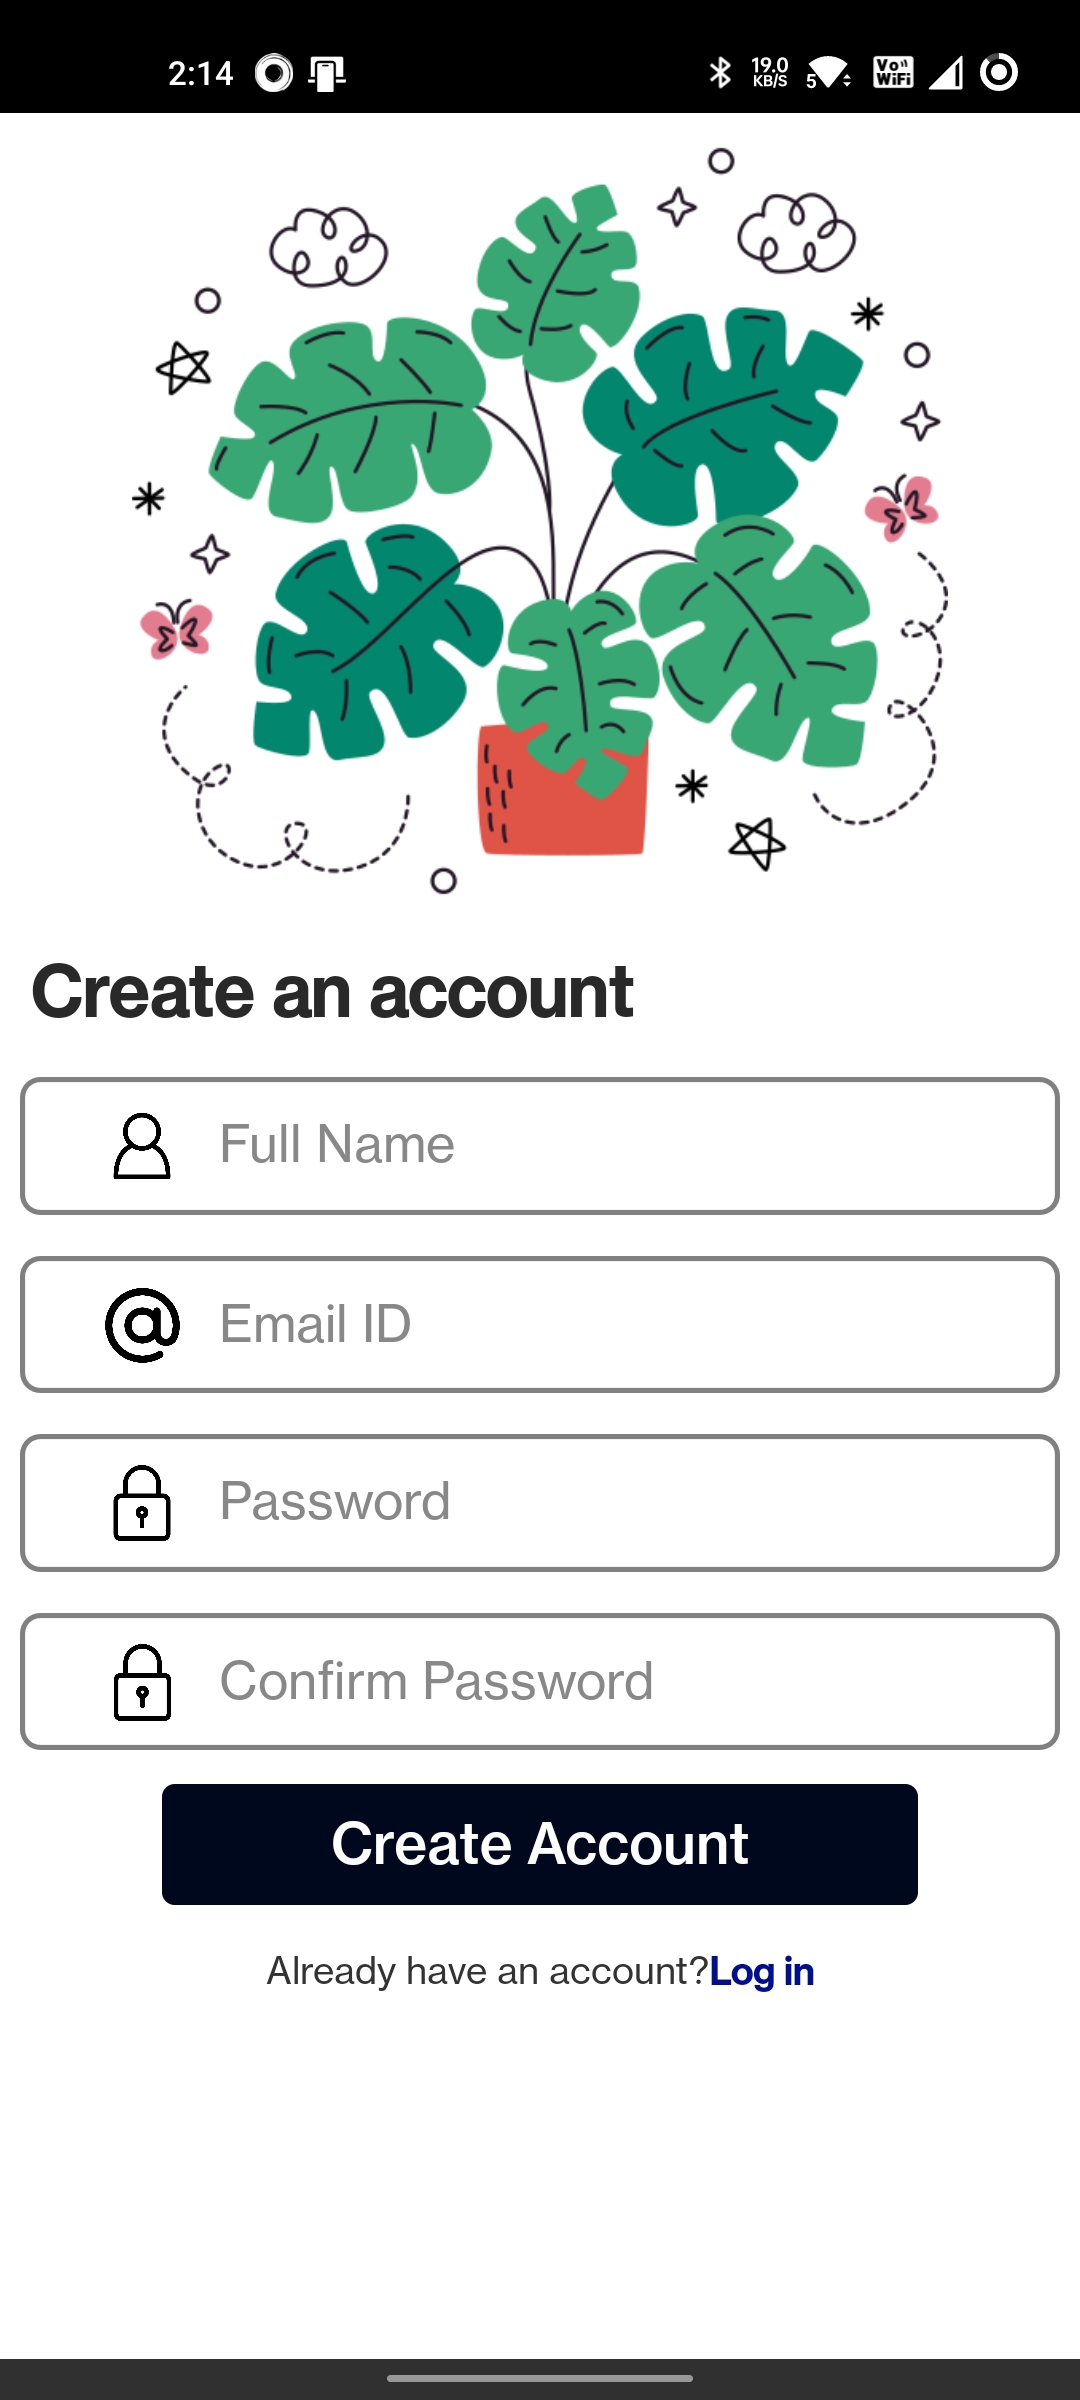 2:14 19.0 KB/S 5 Vo WiFi
Create an account
Full Name
@ Email ID
Password
Confirm Password
Create Account
Already have an account?Log in